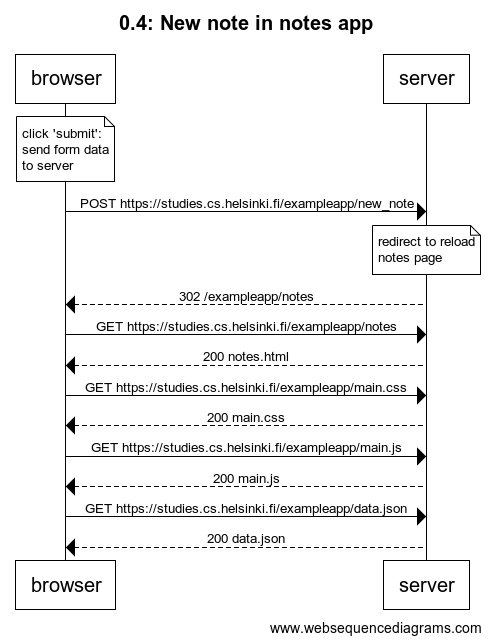 0.4: New note in notes app
browser
server
click 'submit':
send form data
to server
POST https://studies.cs.helsinki.fi/exampleapp/new_note
redirect to reload
notes page
302 /exampleapp/notes
GET https://studies.cs.helsinki.fi/exampleapp/notes
200 notes.html
GET https://studies.cs.helsinki.fi/exampleapp/main.css
200 main.css
GET https://studies.cs.helsinki.fi/exampleapp/main.js
200 main.js
GET https://studies.cs.helsinki.fi/exampleapp/data.json
200 data.json
browser
server
www.websequencediagrams.com